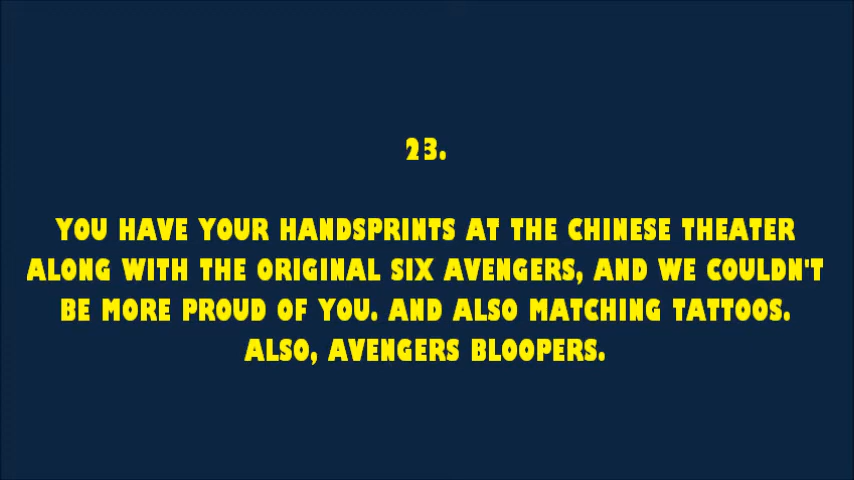 23.
YOU HAVE YOUR HANDSPRINTS AT THE CHINESE THEATER
ALONG WITH THE ORIGINAL SIX AVENGERS, AND WE COULDN'T
BE MORE PROUD OF YOU. AND ALSO MATCHING TATTOOS.
ALSO, AVENGERS BLOOPERS.